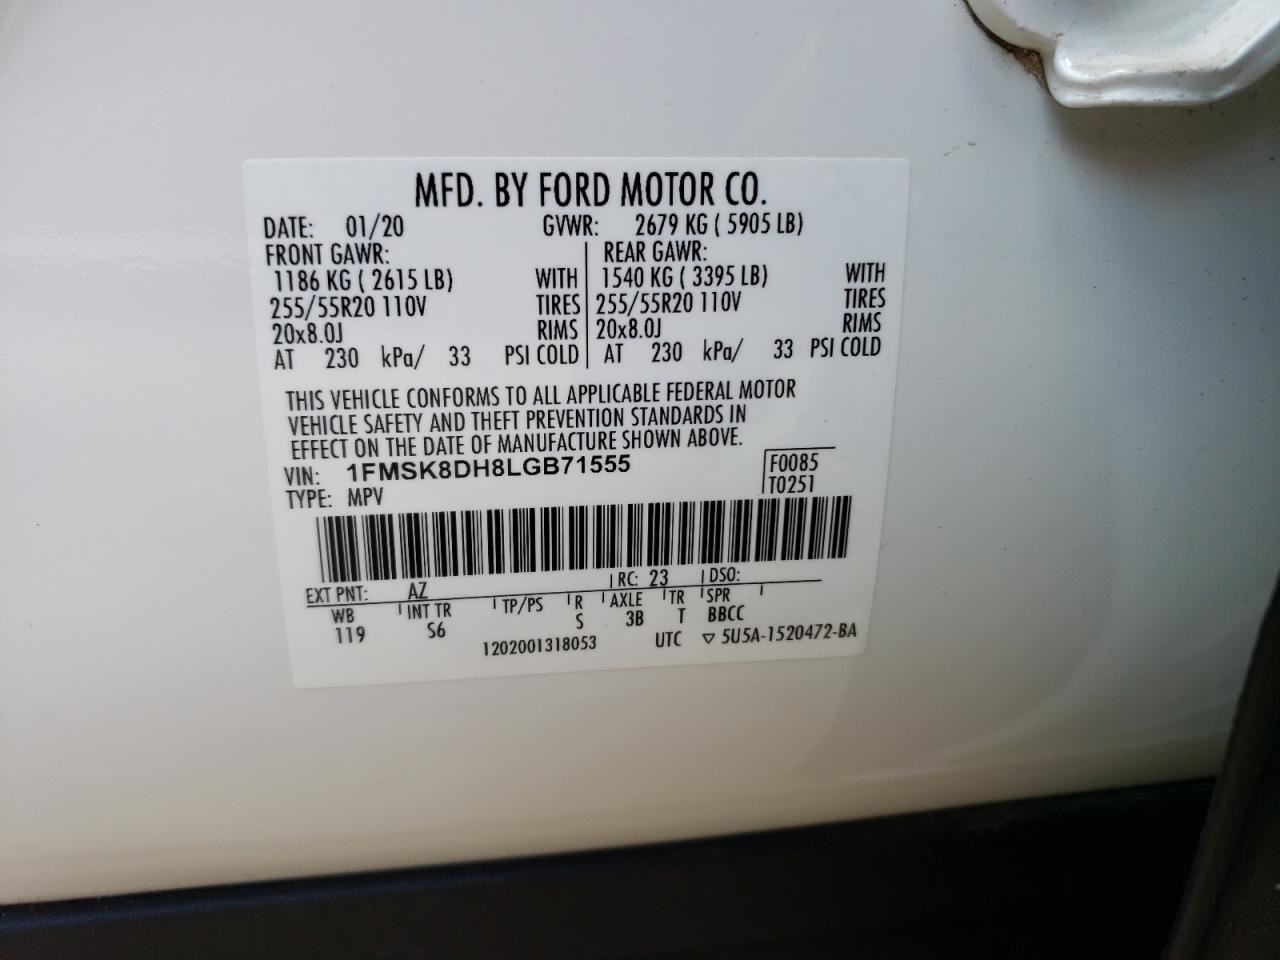 MFD. BY FORD MOTOR CO.
DATE: 01/20 GVWR: 2679 KG ( 5905 LB)
FRONT GAWR: REAR GAWR:
1186 KG ( 2615 LB) WITH 1540 KG ( 3395 LB) WITH
255/55R20 110V TIRES 255/55R20 110V TIRES
20x8.0J RIMS 20x8.0J RIMS
AT 230 kPa/ 33 PSI COLD AT 230 kPa/ 33 PSI COLD
THIS VEHICLE CONFORMS TO ALL APPLICABLE FEDERAL MOTOR
VEHICLE SAFETY AND THEFT PREVENTION STANDARDS IN
EFFECT ON THE DATE OF MANUFACTURE SHOWN ABOVE.
VIN: 1FMSK8DH8LGB71555 F0085
TYPE: MPV T0251
EXT PNT: AZ RC: 23 DSO:
WB INT TR TP/PS R AXLE TR SPR
119 S6 S 3B T BBCC
1202001318053 UTC ▽ 5U5A-1520472-BA